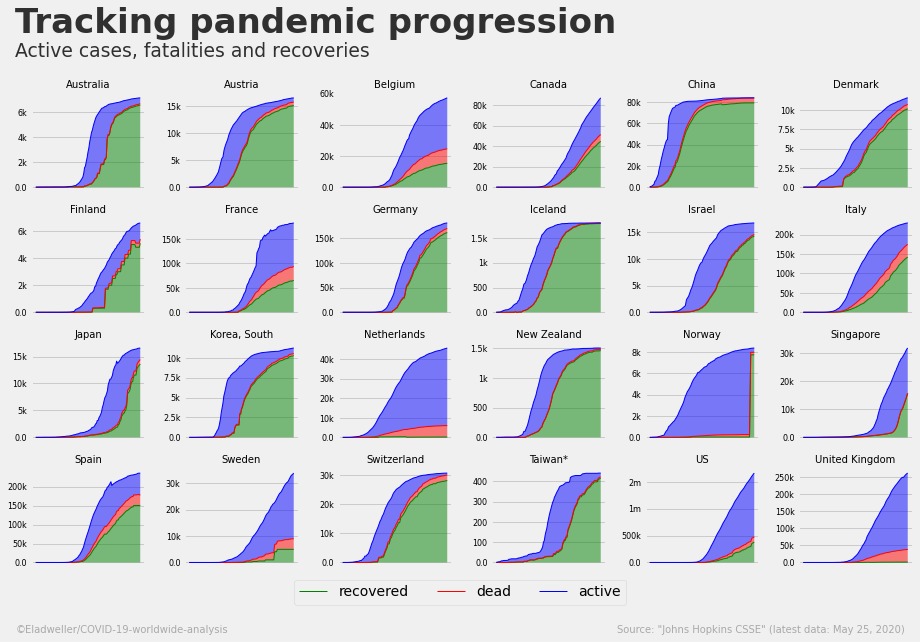 Tracking pandemic progression
Active cases, fatalities and recoveries
Australia Austria Belgium Canada China Denmark
6k 4k 2k 0.0
15k 10k 5k 0.0
60k 40k 20k 0.0
80k 60k 40k 20k 0.0
80k 60k 40k 20k 0.0
10k 7.5k 5k 2.5k 0.0
Finland France Germany Iceland Israel Italy
6k 4k 2k 0.0
150k 100k 50k 0.0
150k 100k 50k 0.0
1.5k 1k 500 0.0
15k 10k 5k 0.0
200k 150k 100k 50k 0.0
Japan Korea, South Netherlands New Zealand Norway Singapore
15k 10k 5k 0.0
10k 7.5k 5k 2.5k 0.0
40k 30k 20k 10k 0.0
1.5k 1k 500 0.0
8k 6k 4k 2k 0.0
30k 20k 10k 0.0
Spain Sweden Switzerland Taiwan* US United Kingdom
200k 150k 100k 50k 0.0
30k 20k 10k 0.0
30k 20k 10k 0.0
400 300 200 100 0.0
2m 1m 500k 0.0
250k 200k 150k 100k 50k 0.0
recovered dead active
©Eladweller/COVID-19-worldwide-analysis
Source: "Johns Hopkins CSSE" (latest data: May 25, 2020)